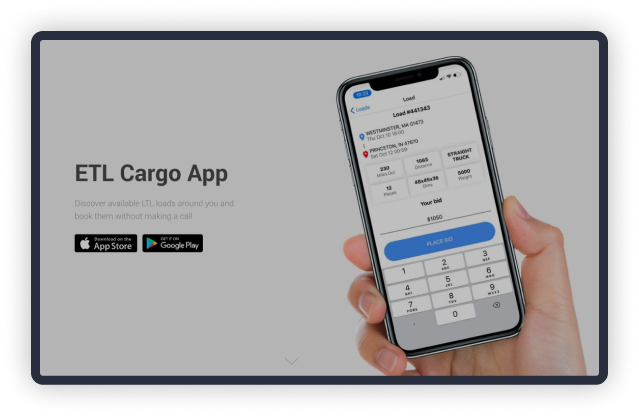 ETL Cargo App
Discover available LTL loads around you and
book them without making a call
Download on the
App Store
GET IT ON
Google Play
Loads
Load
Load #441343
WESTMINSTER, MA 01473
Thu Oct 10 16:00
PRINCETON, IN 47670
Sat Oct 12 00:59
230
Miles Out
1065
Distance
STRAIGHT
TRUCK
12
Pieces
48x45x36
Dims
5000
Weight
Your bid
$1050
PLACE BID
1
2
ABC
3
DEF
4
GHI
5
JKL
6
MNO
7
PQRS
8
TUV
9
WXYZ
0